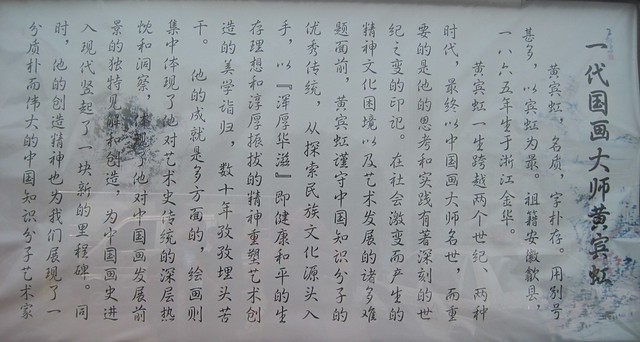 一代国画大师黄宾虹
黄宾虹，名质，字朴存。用别号
甚多，以宾虹为最。祖籍安徽歙县，
一八六五年生于浙江金华。
黄宾虹一生跨越两个世纪、两种
时代，最终以中国画大师名世，而重
要的是他的思考和实践有著深刻的世
纪之变的印记。在社会激变而产生的
精神文化困境以及艺术发展的诸多难
题面前，黄宾虹谨守中国知识分子的
优秀传统，从探索民族文化源头入
手，以『浑厚华滋』即健康和平的生
存理想和淳厚振拔的精神重塑艺术创
造的美学诣归，数十年孜孜埋头苦
干。他的成就是多方面的，绘画则
集中体现了他对艺术史传统的深层热
忱和洞察，体现了他对中国画发展前
景的独特见解和创造，为中国画史进
入现代竖起了一块新的里程碑。同
时，他的创造精神也为我们展现了一
分质朴而伟大的中国知识分子艺术家